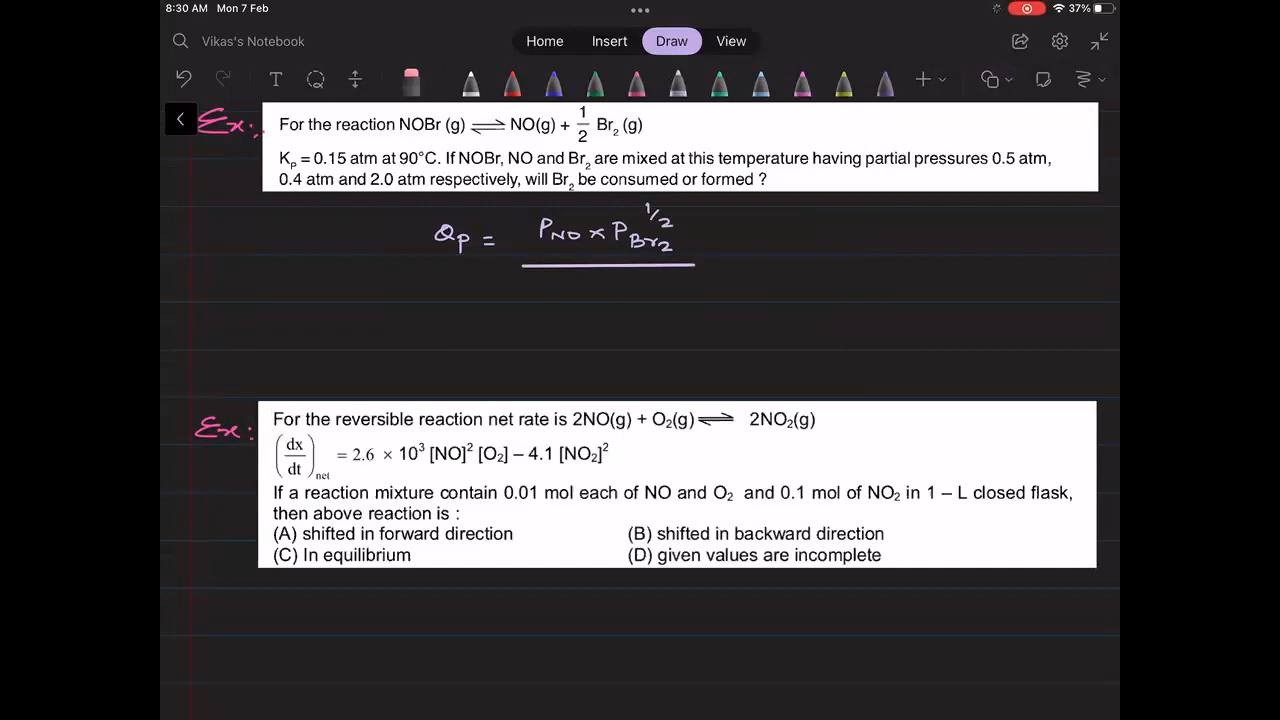 8:30 AM Mon 7 Feb
37%
Vikas's Notebook
Home Insert Draw View
Ex:.
For the reaction NOBr (g) ⇌ NO(g) + 1/2 Br₂ (g)
Kₚ = 0.15 atm at 90°C. If NOBr, NO and Br₂ are mixed at this temperature having partial pressures 0.5 atm,
0.4 atm and 2.0 atm respectively, will Br₂ be consumed or formed ?
Qp = P_NO × P_Br₂^1/2
Ex:
For the reversible reaction net rate is 2NO(g) + O₂(g) ⇌ 2NO₂(g)
(dx/dt)net = 2.6 × 10³ [NO]² [O₂] – 4.1 [NO₂]²
If a reaction mixture contain 0.01 mol each of NO and O₂ and 0.1 mol of NO₂ in 1 – L closed flask,
then above reaction is :
(A) shifted in forward direction (B) shifted in backward direction
(C) In equilibrium (D) given values are incomplete